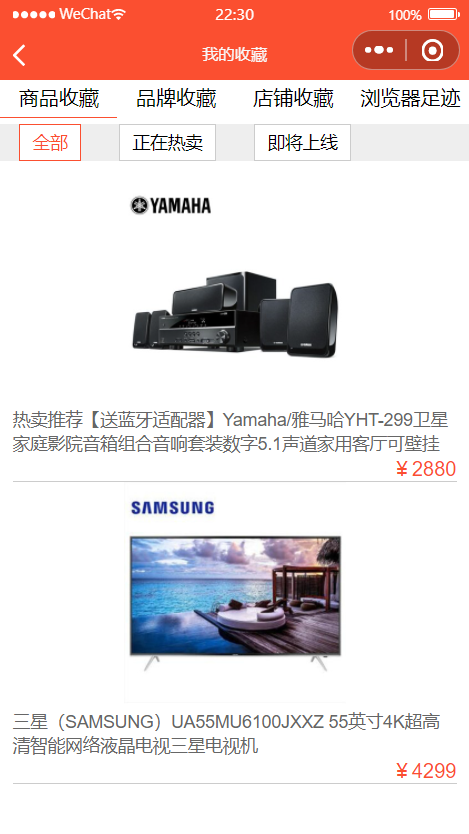 WeChat 22:30 100%
我的收藏
商品收藏 品牌收藏 店铺收藏 浏览器足迹
全部 正在热卖 即将上线
YAMAHA
热卖推荐【送蓝牙适配器】Yamaha/雅马哈YHT-299卫星
家庭影院音箱组合音响套装数字5.1声道家用客厅可壁挂
￥2880
SAMSUNG
三星（SAMSUNG）UA55MU6100JXXZ 55英寸4K超高
清智能网络液晶电视三星电视机
￥4299